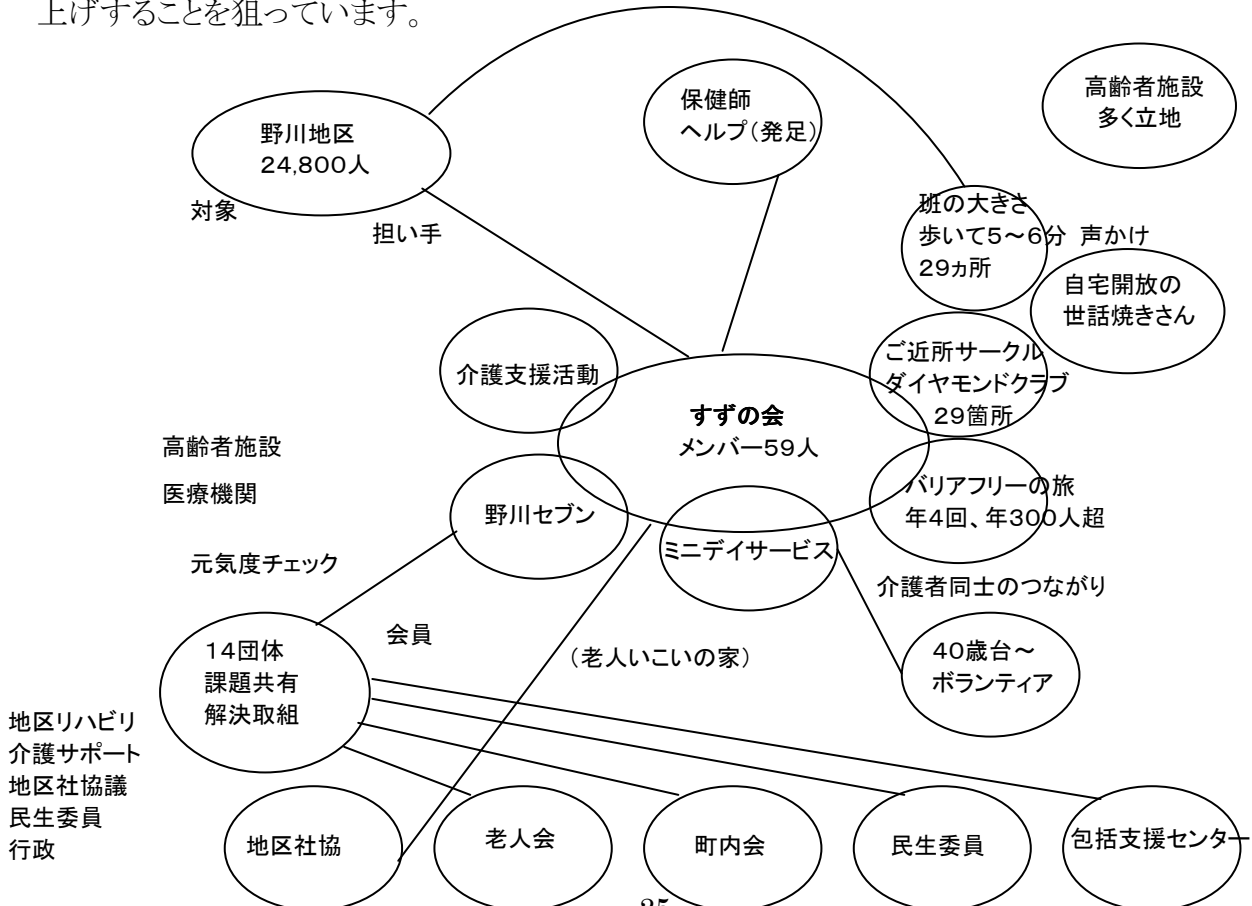 上げすることを狙っています。
野川地区
24,800人
対象
担い手
保健師
ヘルプ(発足)
高齢者施設
多く立地
班の大きさ
歩いて5~6分 声かけ
29ヵ所
自宅開放の
世話焼きさん
介護支援活動
ご近所サークル
ダイヤモンドクラブ
29箇所
すずの会
メンバー59人
高齢者施設
医療機関
野川セブン
バリアフリーの旅
年4回、年300人超
ミニデイサービス
元気度チェック
介護者同士のつながり
会員
(老人いこいの家)
14団体
課題共有
解決取組
40歳台~
ボランティア
地区リハビリ
介護サポート
地区社協議
民生委員
行政
地区社協
老人会
町内会
民生委員
包括支援センター